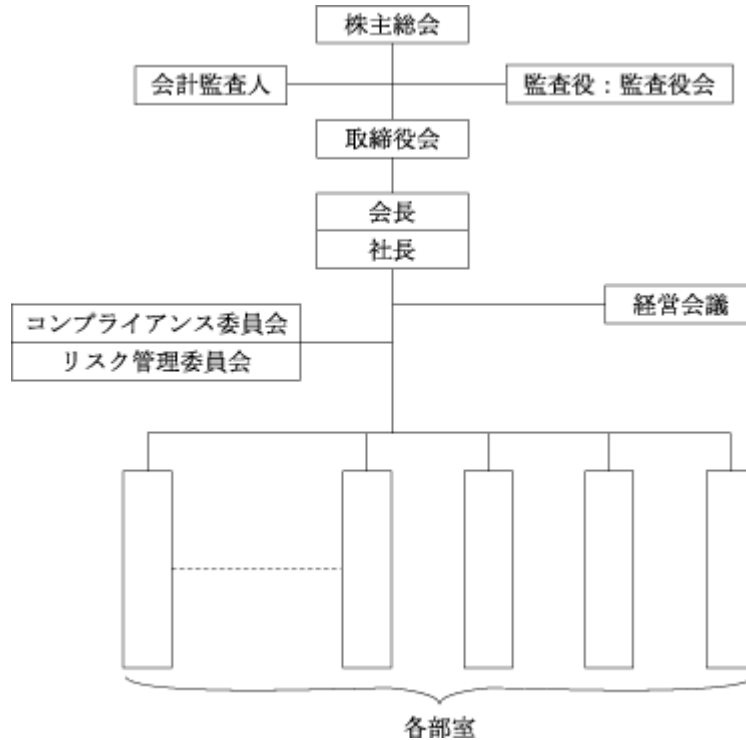 株主総会
会計監査人
監査役：監査役会
取締役会
会長
社長
経営会議
コンプライアンス委員会
リスク管理委員会
各部室